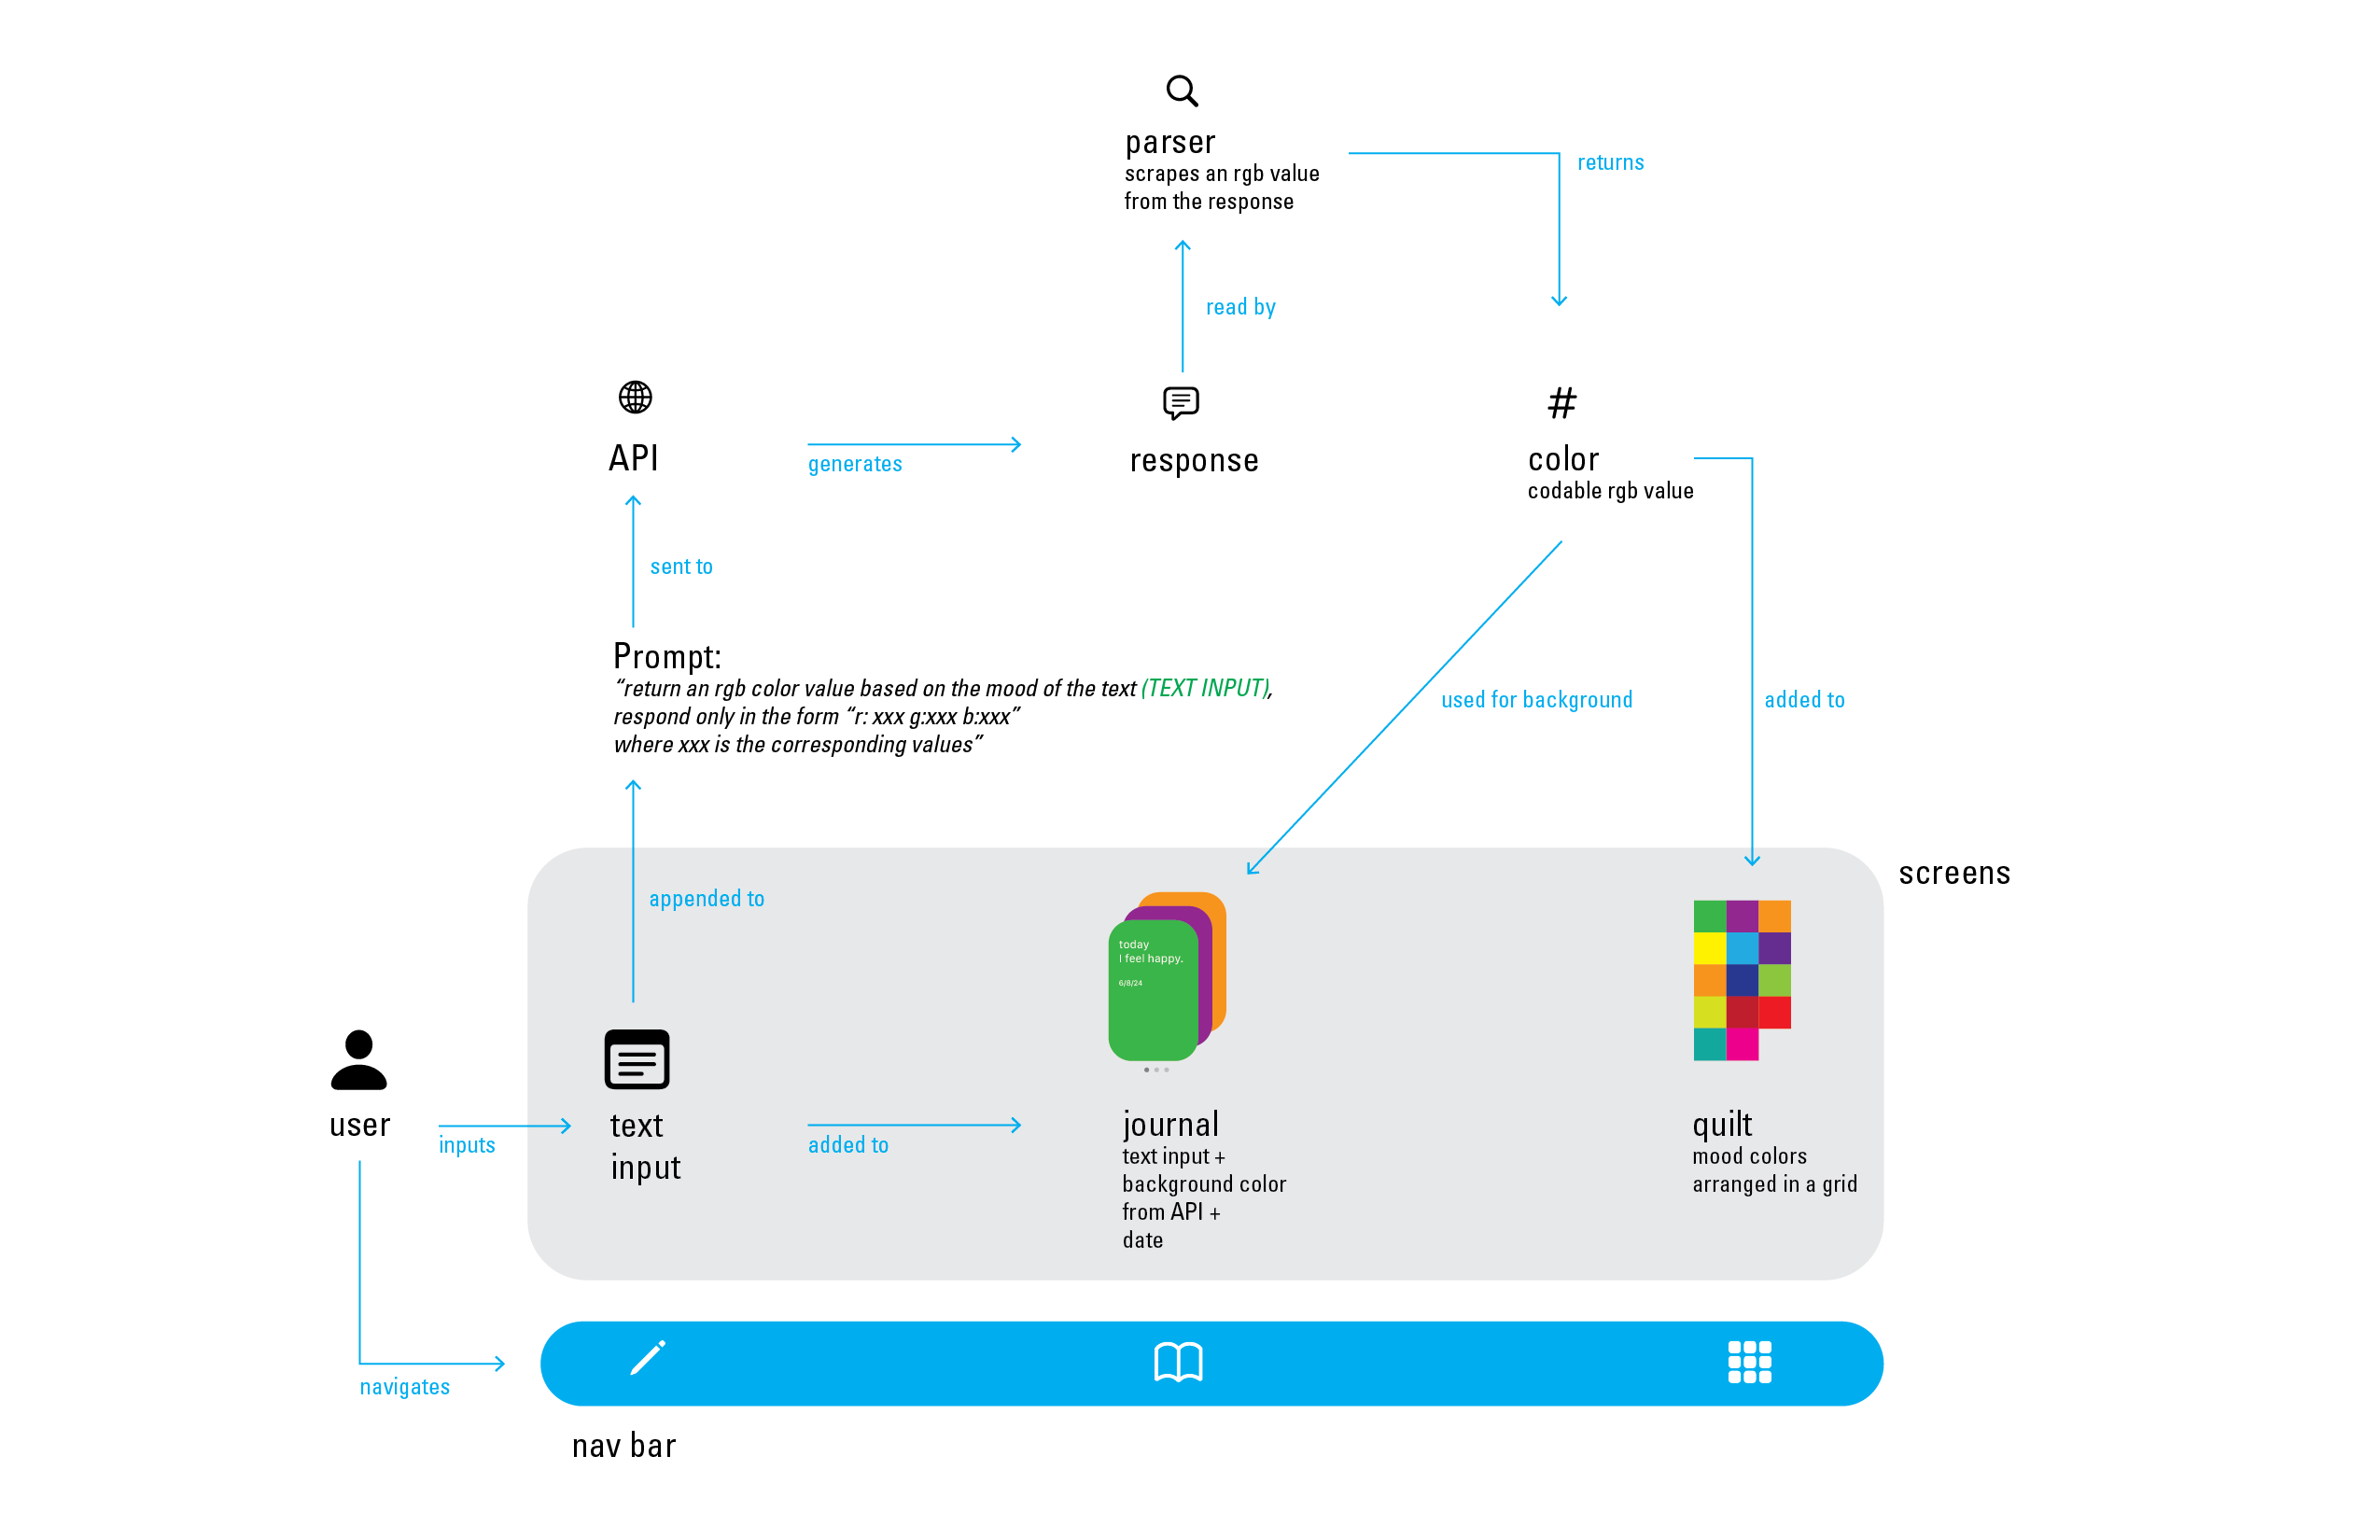 parser
scrapes an rgb value
from the response
returns
read by
API
generates
response
#
color
codable rgb value
sent to
Prompt:
“return an rgb color value based on the mood of the text (TEXT INPUT),
respond only in the form “r: xxx g:xxx b:xxx”
where xxx is the corresponding values”
used for background
added to
screens
appended to
today
I feel happy.
6/8/24
user
inputs
text
input
added to
journal
text input +
background color
from API +
date
quilt
mood colors
arranged in a grid
navigates
nav bar